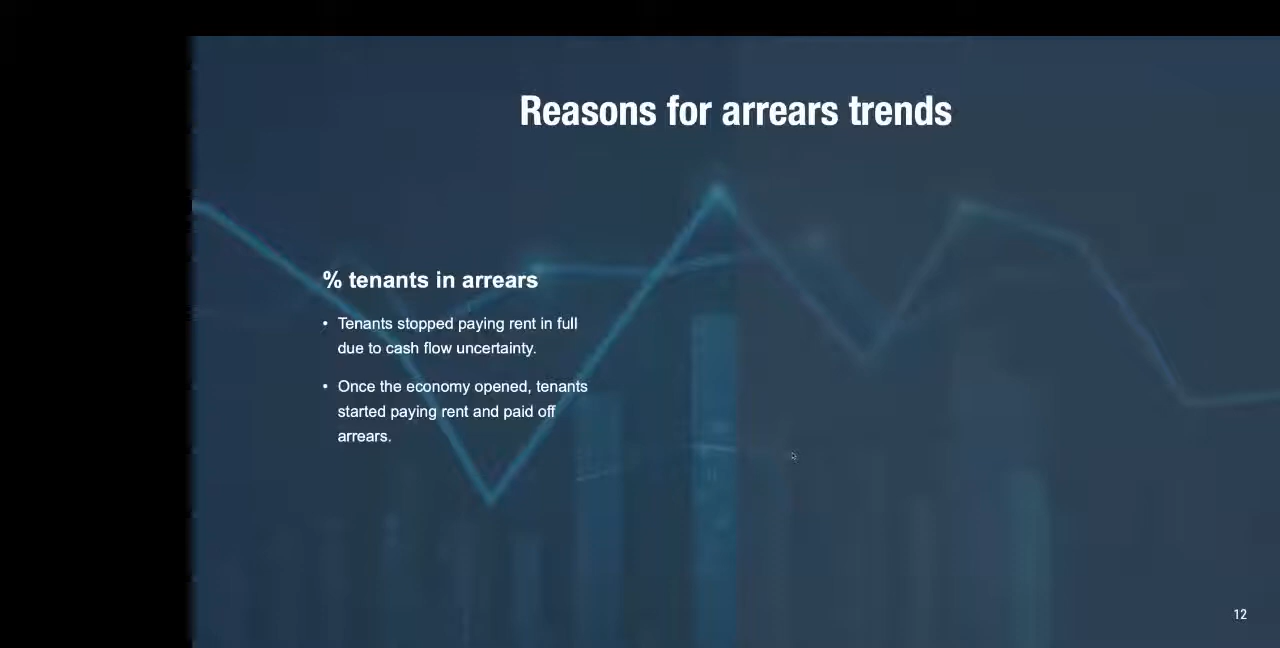 Reasons for arrears trends
% tenants in arrears
• Tenants stopped paying rent in full
due to cash flow uncertainty.
• Once the economy opened, tenants
started paying rent and paid off
arrears.
12